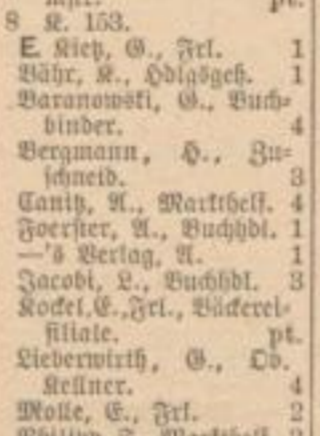 8 K. 153.
E. Kietz, G., Frl. 1
Bähr, K., Hdlgsgeh. 1
Baranowski, G., Buch-
binder. 4
Bergmann, H., Zu-
schneid. 3
Canitz, A., Markthelf. 4
Foerster, A., Buchhdl. 1
—'s Verlag, A. 1
Jacobi, L., Buchhdl. 3
Kockel, E., Frl., Bäckerei-
filiale. pt.
Lieberwirth, G., Ob.
Kellner. 4
Molle, E., Frl. 2